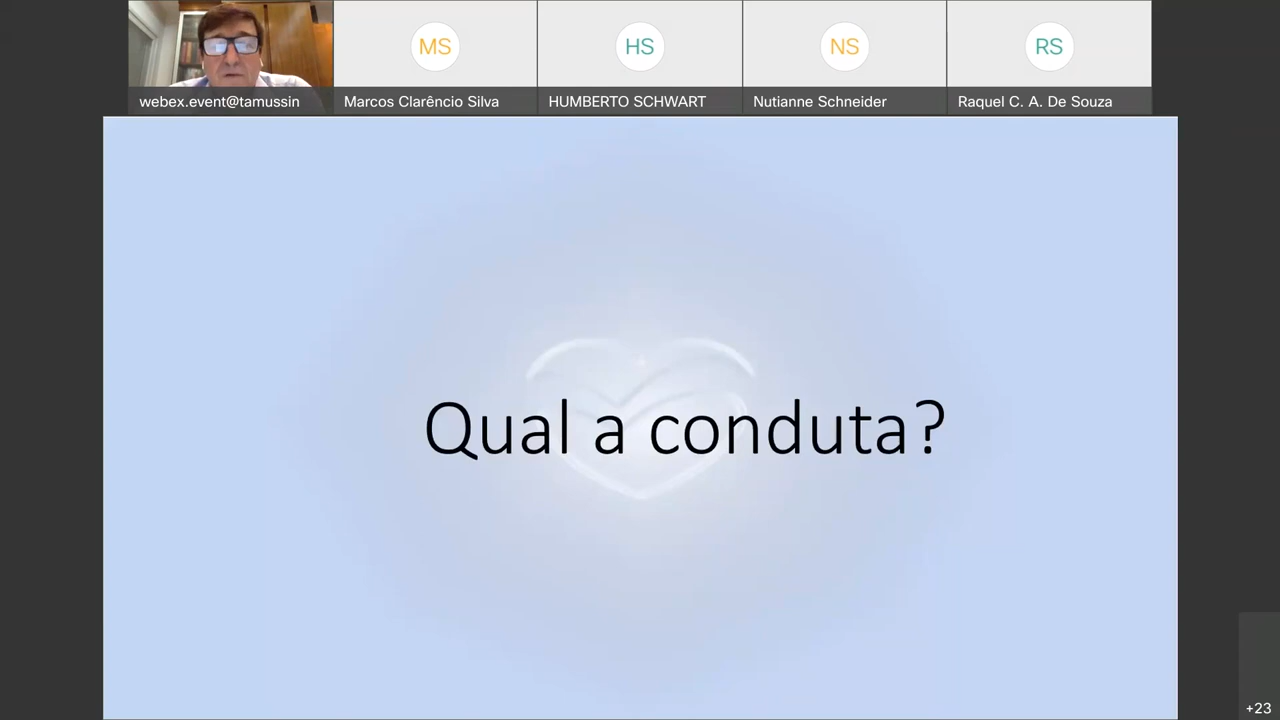 MS
HS
NS
RS
webex.event@tamussin
Marcos Clarêncio Silva
HUMBERTO SCHWART
Nutianne Schneider
Raquel C. A. De Souza
Qual a conduta?
+23